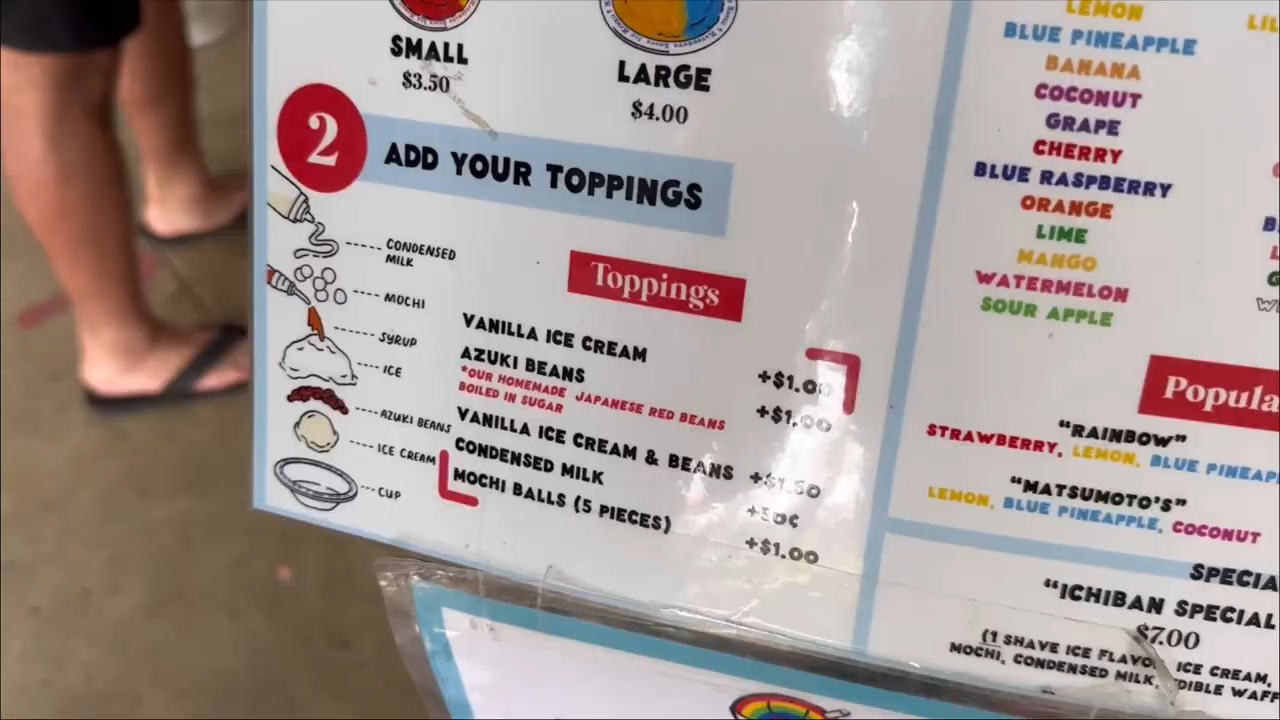 SMALL
$3.50
LARGE
$4.00
2
ADD YOUR TOPPINGS
CONDENSED
MILK
MOCHI
SYRUP
ICE
AZUKI BEANS
ICE CREAM
CUP
Toppings
VANILLA ICE CREAM +$1.00
AZUKI BEANS +$1.00
*OUR HOMEMADE JAPANESE RED BEANS
BOILED IN SUGAR
VANILLA ICE CREAM & BEANS +$1.50
CONDENSED MILK +50¢
MOCHI BALLS (5 PIECES) +$1.00
LEMON
BLUE PINEAPPLE
BANANA
COCONUT
GRAPE
CHERRY
BLUE RASPBERRY
ORANGE
LIME
MANGO
WATERMELON
SOUR APPLE
LIL
Popula
"RAINBOW"
STRAWBERRY, LEMON, BLUE PINEAP
"MATSUMOTO'S"
LEMON, BLUE PINEAPPLE, COCONUT
SPECIA
"ICHIBAN SPECIAL
$7.00
(1 SHAVE ICE FLAVO ICE CREAM,
MOCHI, CONDENSED MILK, DIBLE WAFF